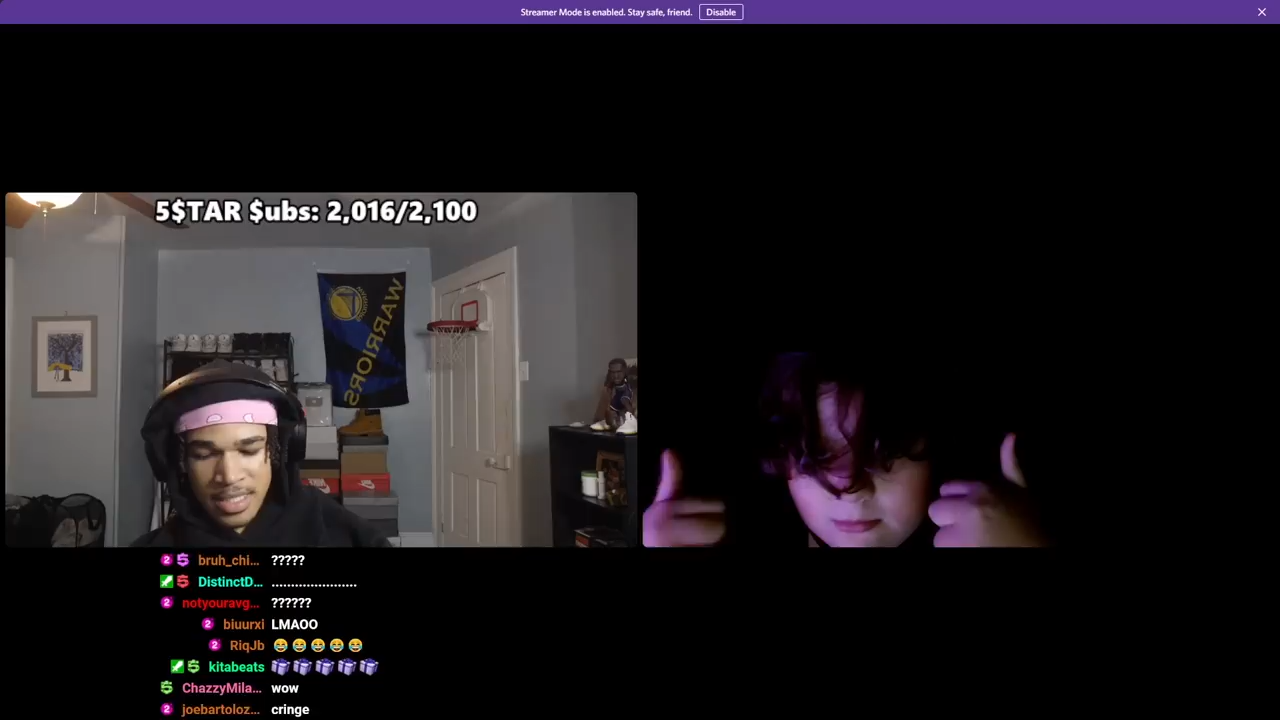 Streamer Mode is enabled. Stay safe, friend. Disable
5$TAR $ubs: 2,016/2,100
WARRIORS
bruh_chi... ?????
DistinctD... ......................
notyouravg... ??????
biuurxi LMAOO
RiqJb 😂😂😂😂😂
kitabeats 🎁🎁🎁🎁🎁
ChazzyMila... wow
joebartoloz... cringe